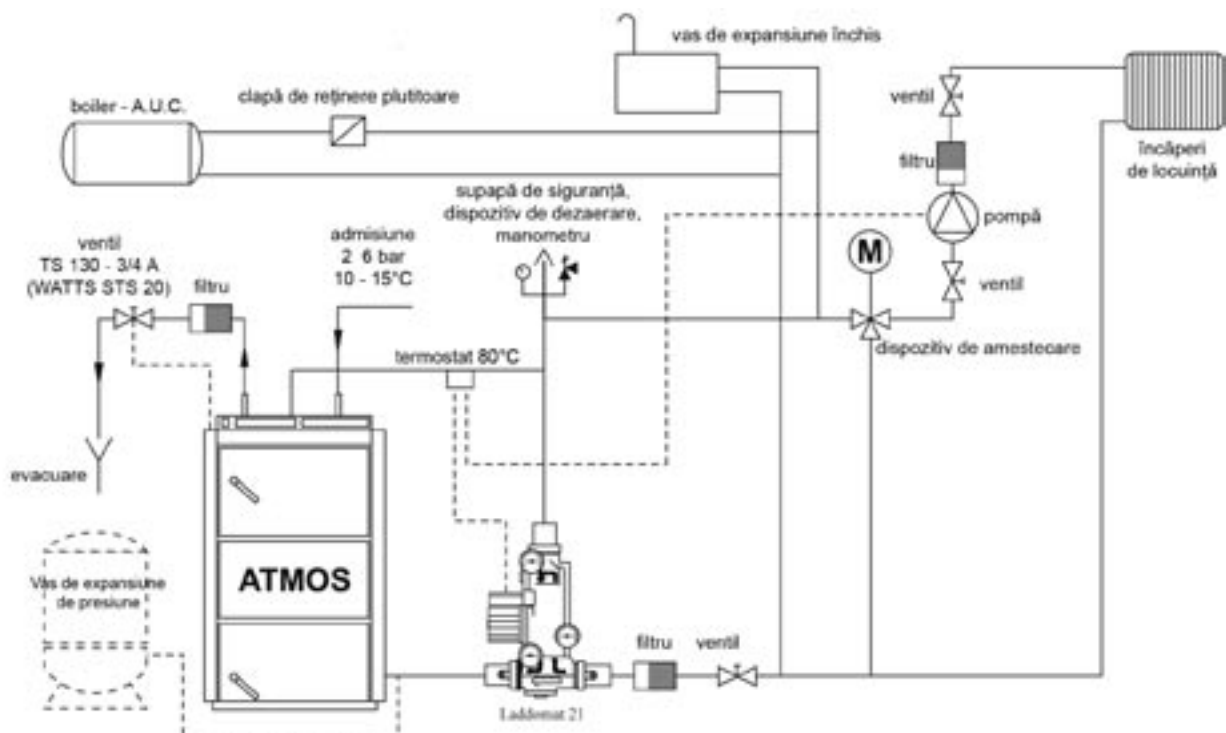 vas de expansiune închis
clapă de reținere plutitoare
boiler - A.U.C.
ventil
filtru
încăperi
de locuință
supapă de siguranță,
dispozitiv de dezaerare,
manometru
pompă
ventil
TS 130 - 3/4 A
(WATTS STS 20)
filtru
admisiune
2 6 bar
10 - 15°C
M
ventil
dispozitiv de amestecare
termostat 80°C
evacuare
Vas de expansiune
de presiune
ATMOS
filtru
ventil
Laddomat 21